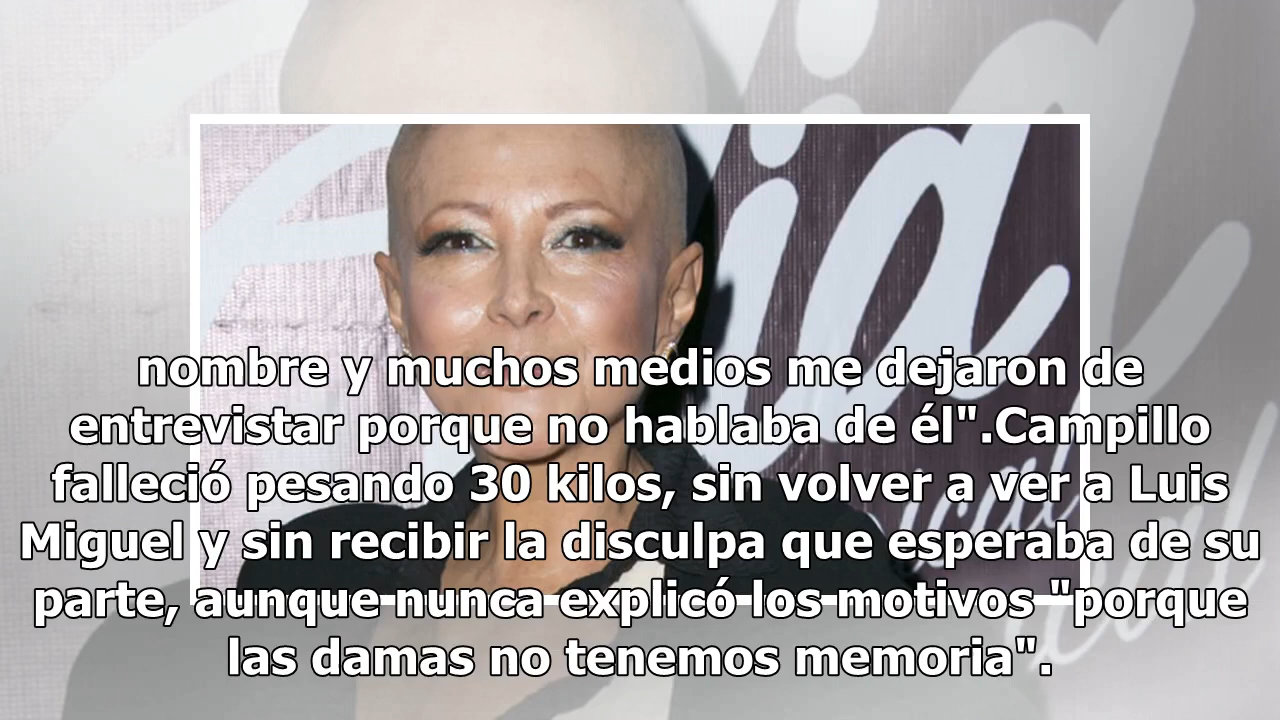 nombre y muchos medios me dejaron de
entrevistar porque no hablaba de él".Campillo
falleció pesando 30 kilos, sin volver a ver a Luis
Miguel y sin recibir la disculpa que esperaba de su
parte, aunque nunca explicó los motivos "porque
las damas no tenemos memoria".